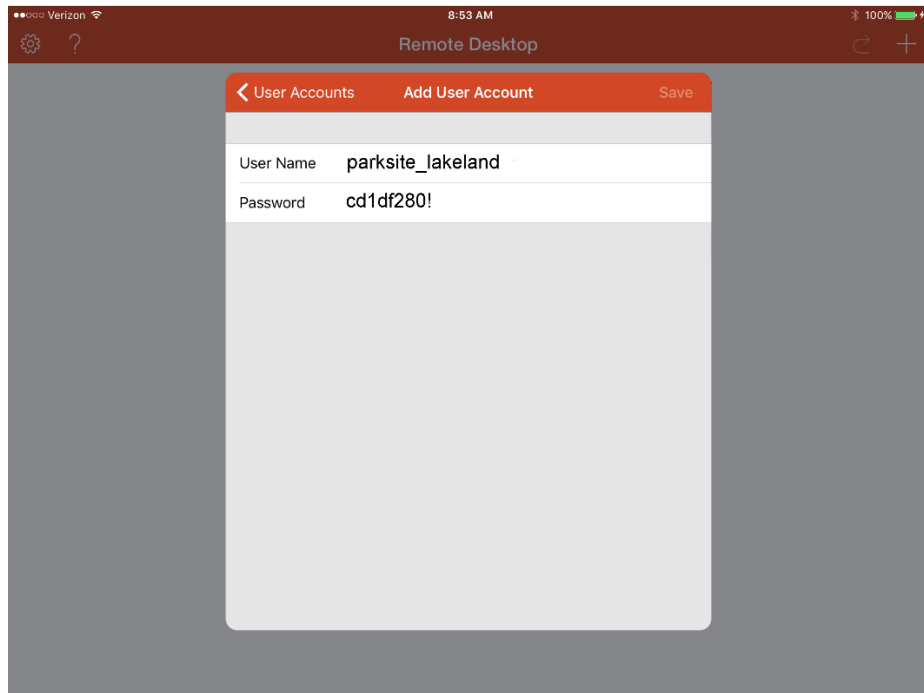 Verizon 8:53 AM 100%
? Remote Desktop +
User Accounts Add User Account Save
User Name parksite_lakeland
Password cd1df280!